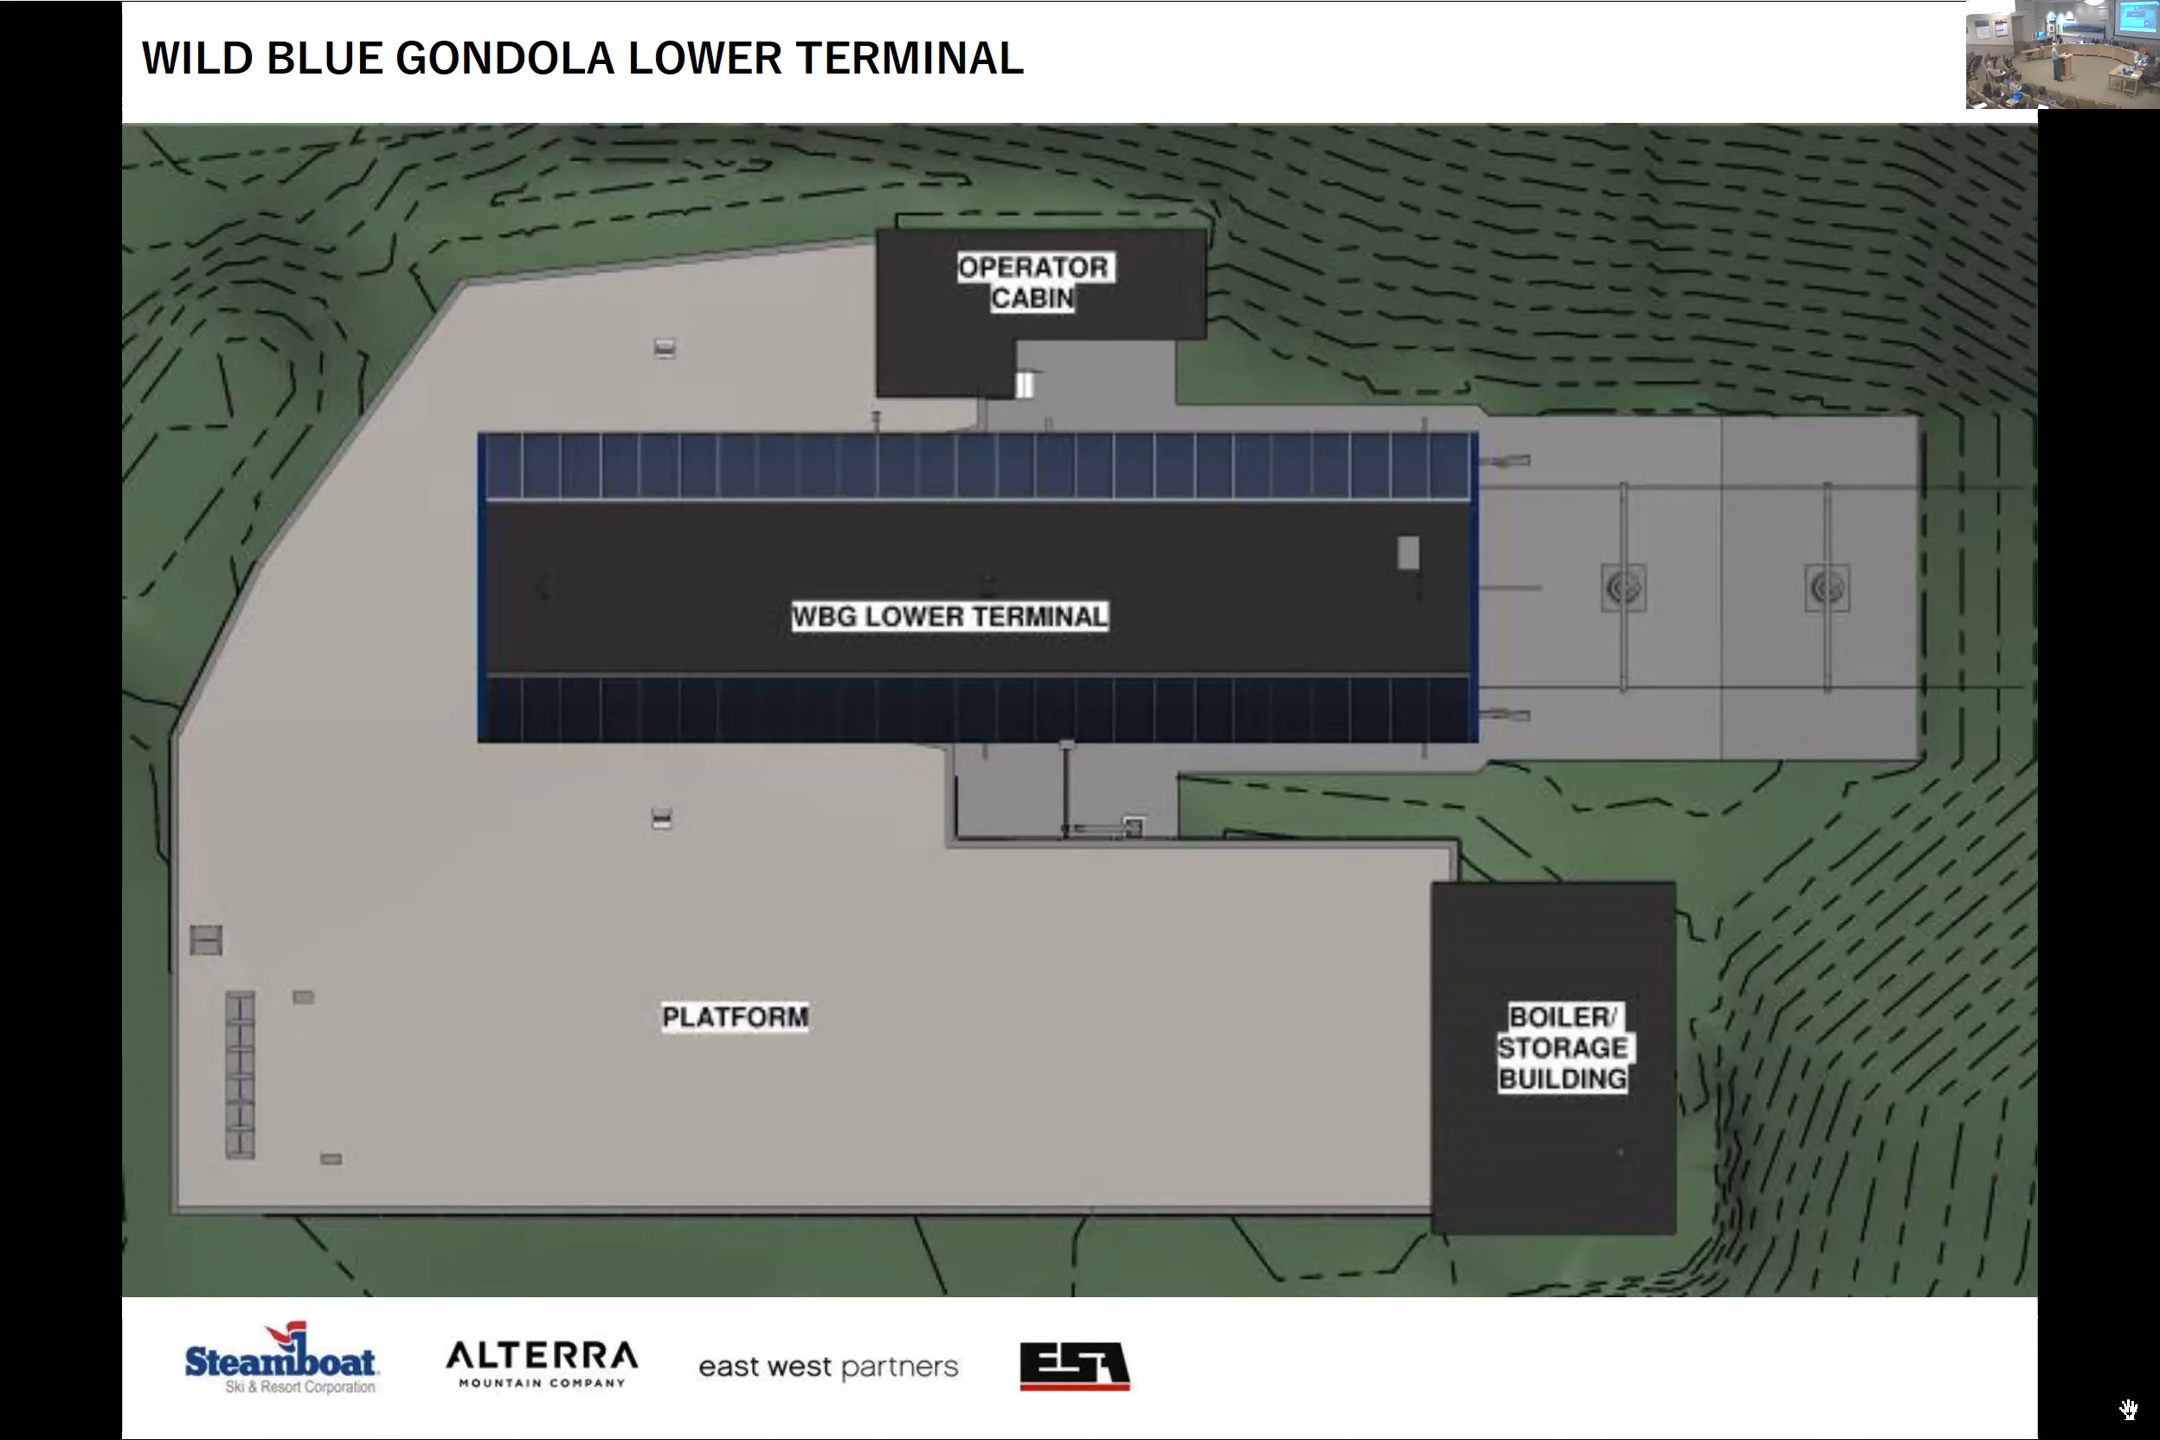 WILD BLUE GONDOLA LOWER TERMINAL
OPERATOR
CABIN
WBG LOWER TERMINAL
PLATFORM
BOILER/
STORAGE
BUILDING
Steamboat
Ski & Resort Corporation
ALTERRA
MOUNTAIN COMPANY
east west partners
ESA